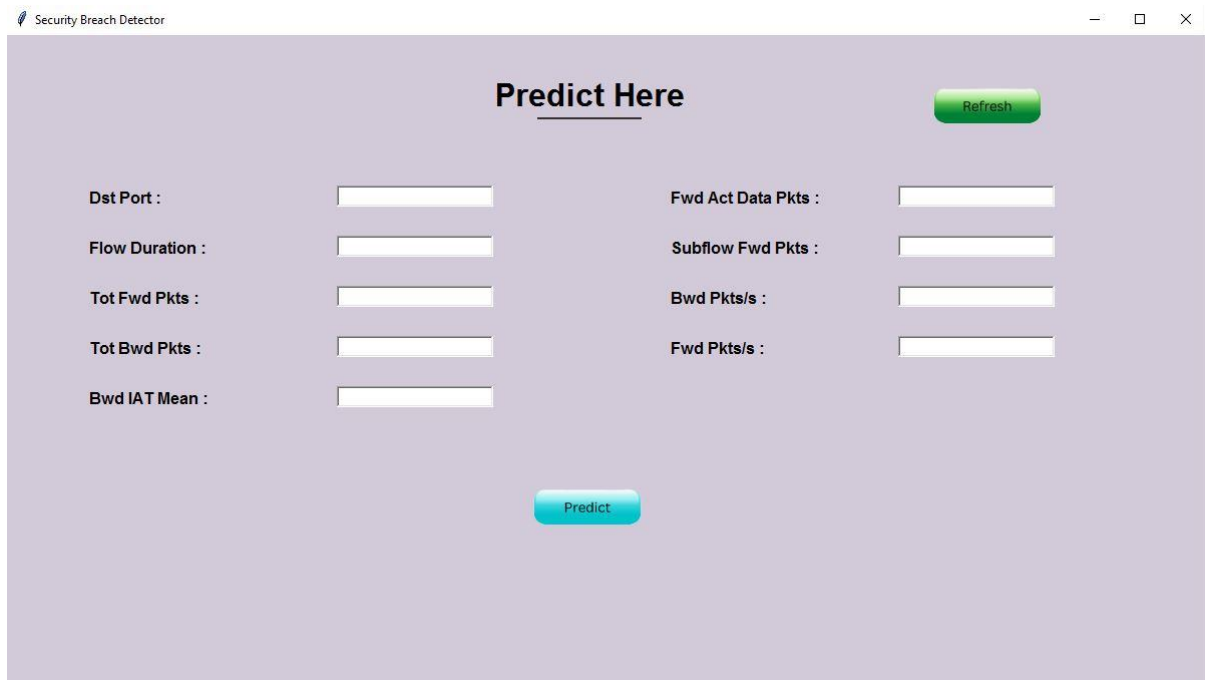 Security Breach Detector
Predict Here
Refresh
Dst Port :
Fwd Act Data Pkts :
Flow Duration :
Subflow Fwd Pkts :
Tot Fwd Pkts :
Bwd Pkts/s :
Tot Bwd Pkts :
Fwd Pkts/s :
Bwd IAT Mean :
Predict